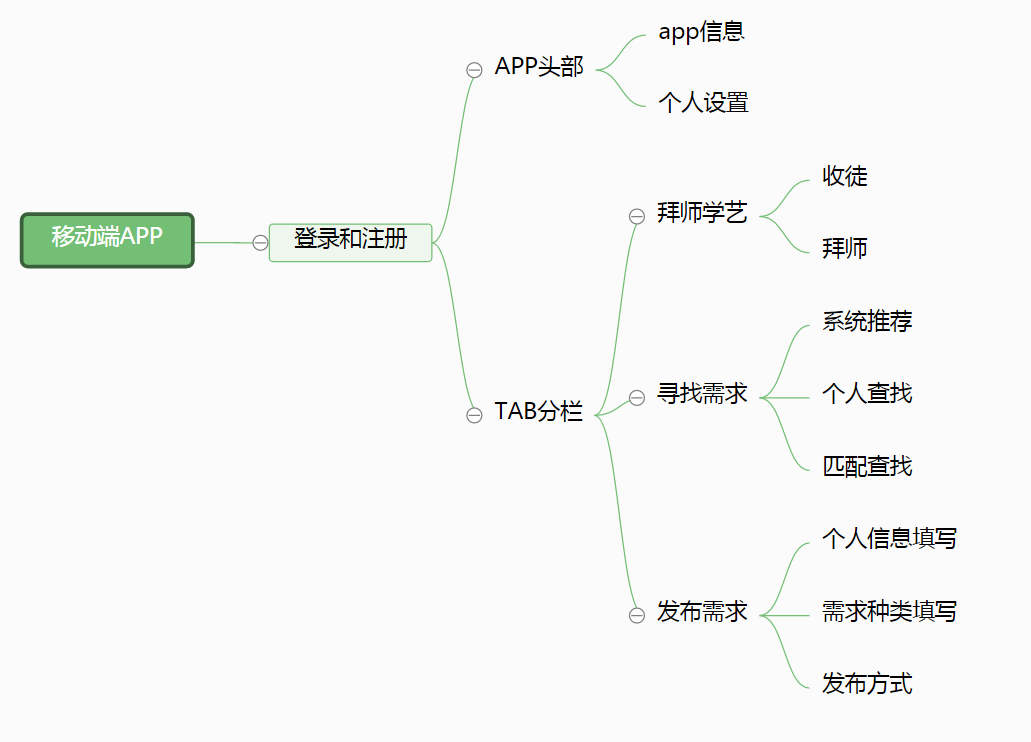 移动端APP
登录和注册
APP头部
app信息
个人设置
TAB分栏
拜师学艺
收徒
拜师
寻找需求
系统推荐
个人查找
匹配查找
发布需求
个人信息填写
需求种类填写
发布方式